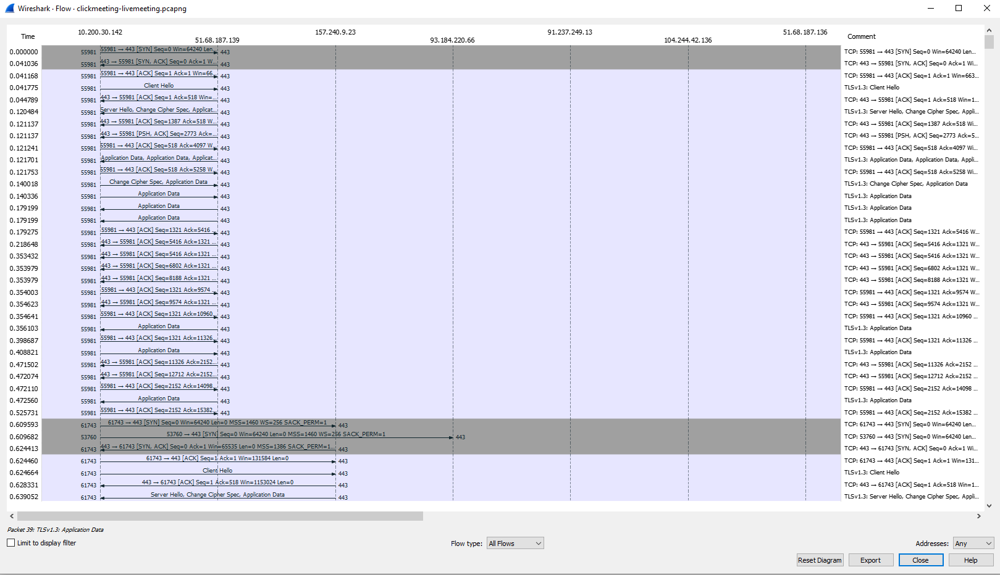 Wireshark · Flow · clickmeeting-livemeeting.pcapng
Time 10.200.30.142 51.68.187.139 157.240.9.23 93.184.220.66 91.237.249.13 104.244.42.136 51.68.187.136 Comment
0.000000 55981 55981 → 443 [SYN] Seq=0 Win=64240 Len... 443 TCP: 55981 → 443 [SYN] Seq=0 Win=64240 Len...
0.041036 55981 443 → 55981 [SYN, ACK] Seq=0 Ack=1 W... 443 TCP: 443 → 55981 [SYN, ACK] Seq=0 Ack=1 Wi...
0.041168 55981 55981 → 443 [ACK] Seq=1 Ack=1 Win=66... 443 TCP: 55981 → 443 [ACK] Seq=1 Ack=1 Win=663...
0.041775 55981 Client Hello 443 TLSv1.3: Client Hello
0.044789 55981 443 → 55981 [ACK] Seq=1 Ack=518 Win=... 443 TCP: 443 → 55981 [ACK] Seq=1 Ack=518 Win=1...
0.120484 55981 Server Hello, Change Cipher Spec, Applicat... 443 TLSv1.3: Server Hello, Change Cipher Spec, Appli...
0.121137 55981 443 → 55981 [ACK] Seq=1387 Ack=518 W... 443 TCP: 443 → 55981 [ACK] Seq=1387 Ack=518 Wi...
0.121137 55981 443 → 55981 [PSH, ACK] Seq=2773 Ack=... 443 TCP: 443 → 55981 [PSH, ACK] Seq=2773 Ack=5...
0.121241 55981 55981 → 443 [ACK] Seq=518 Ack=4097 W... 443 TCP: 55981 → 443 [ACK] Seq=518 Ack=4097 Wi...
0.121701 55981 Application Data, Application Data, Applicat... 443 TLSv1.3: Application Data, Application Data, Appli...
0.121753 55981 55981 → 443 [ACK] Seq=518 Ack=5258 W... 443 TCP: 55981 → 443 [ACK] Seq=518 Ack=5258 Wi...
0.140018 55981 Change Cipher Spec, Application Data 443 TLSv1.3: Change Cipher Spec, Application Data
0.140336 55981 Application Data 443 TLSv1.3: Application Data
0.179199 55981 Application Data 443 TLSv1.3: Application Data
0.179199 55981 Application Data 443 TLSv1.3: Application Data
0.179275 55981 55981 → 443 [ACK] Seq=1321 Ack=5416 ... 443 TCP: 55981 → 443 [ACK] Seq=1321 Ack=5416 W...
0.218648 55981 443 → 55981 [ACK] Seq=5416 Ack=1321 ... 443 TCP: 443 → 55981 [ACK] Seq=5416 Ack=1321 W...
0.353432 55981 443 → 55981 [ACK] Seq=5416 Ack=1321 ... 443 TCP: 443 → 55981 [ACK] Seq=5416 Ack=1321 W...
0.353979 55981 443 → 55981 [ACK] Seq=6802 Ack=1321 ... 443 TCP: 443 → 55981 [ACK] Seq=6802 Ack=1321 W...
0.353979 55981 443 → 55981 [ACK] Seq=8188 Ack=1321 ... 443 TCP: 443 → 55981 [ACK] Seq=8188 Ack=1321 W...
0.354003 55981 55981 → 443 [ACK] Seq=1321 Ack=9574 ... 443 TCP: 55981 → 443 [ACK] Seq=1321 Ack=9574 W...
0.354623 55981 443 → 55981 [ACK] Seq=9574 Ack=1321 ... 443 TCP: 443 → 55981 [ACK] Seq=9574 Ack=1321 W...
0.354641 55981 55981 → 443 [ACK] Seq=1321 Ack=10960... 443 TCP: 55981 → 443 [ACK] Seq=1321 Ack=10960 ...
0.356103 55981 Application Data 443 TLSv1.3: Application Data
0.398687 55981 55981 → 443 [ACK] Seq=1321 Ack=11326... 443 TCP: 55981 → 443 [ACK] Seq=1321 Ack=11326 ...
0.408821 55981 Application Data 443 TLSv1.3: Application Data
0.471502 55981 443 → 55981 [ACK] Seq=11326 Ack=2152... 443 TCP: 443 → 55981 [ACK] Seq=11326 Ack=2152 ...
0.472074 55981 443 → 55981 [ACK] Seq=12712 Ack=2152... 443 TCP: 443 → 55981 [ACK] Seq=12712 Ack=2152 ...
0.472110 55981 55981 → 443 [ACK] Seq=2152 Ack=14098... 443 TCP: 55981 → 443 [ACK] Seq=2152 Ack=14098 ...
0.472560 55981 Application Data 443 TLSv1.3: Application Data
0.525731 55981 55981 → 443 [ACK] Seq=2152 Ack=15382... 443 TCP: 55981 → 443 [ACK] Seq=2152 Ack=15382 ...
0.609593 61743 61743 → 443 [SYN] Seq=0 Win=64240 Len=0 MSS=1460 WS=256 SACK_PERM=1 443 TCP: 61743 → 443 [SYN] Seq=0 Win=64240 Len...
0.609682 53760 53760 → 443 [SYN] Seq=0 Win=64240 Len=0 MSS=1460 WS=256 SACK_PERM=1 443 TCP: 53760 → 443 [SYN] Seq=0 Win=64240 Len...
0.624413 61743 443 → 61743 [SYN, ACK] Seq=0 Ack=1 Win=65535 Len=0 MSS=1386 SACK_PERM=1... 443 TCP: 443 → 61743 [SYN, ACK] Seq=0 Ack=1 Wi...
0.624460 61743 61743 → 443 [ACK] Seq=1 Ack=1 Win=131584 Len=0 443 TCP: 61743 → 443 [ACK] Seq=1 Ack=1 Win=131...
0.624664 61743 Client Hello 443 TLSv1.3: Client Hello
0.628331 61743 443 → 61743 [ACK] Seq=1 Ack=518 Win=1153024 Len=0 443 TCP: 443 → 61743 [ACK] Seq=1 Ack=518 Win=1...
0.639052 61743 Server Hello, Change Cipher Spec, Application Data 443 TLSv1.3: Server Hello, Change Cipher Spec, Appli...
Packet 39: TLSv1.3: Application Data
Limit to display filter Flow type: All Flows Addresses: Any
Reset Diagram Export Close Help